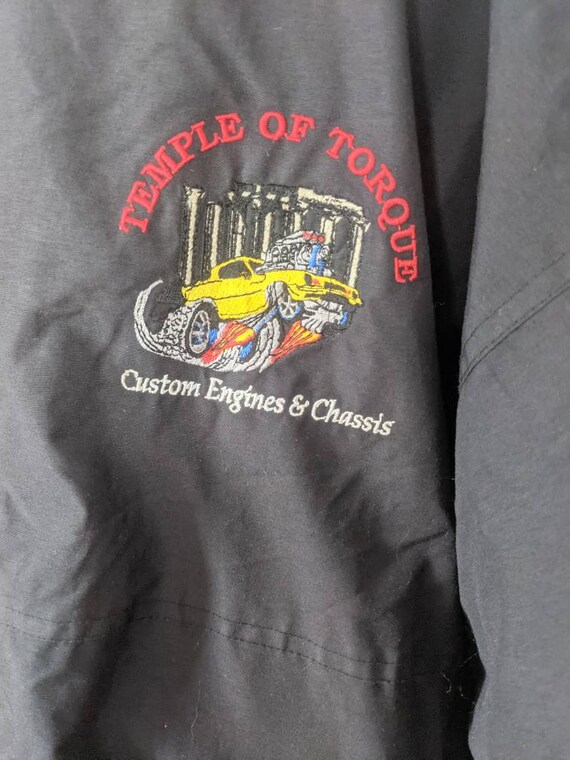 TEMPLE OF TORQUE
Custom Engines & Chassis